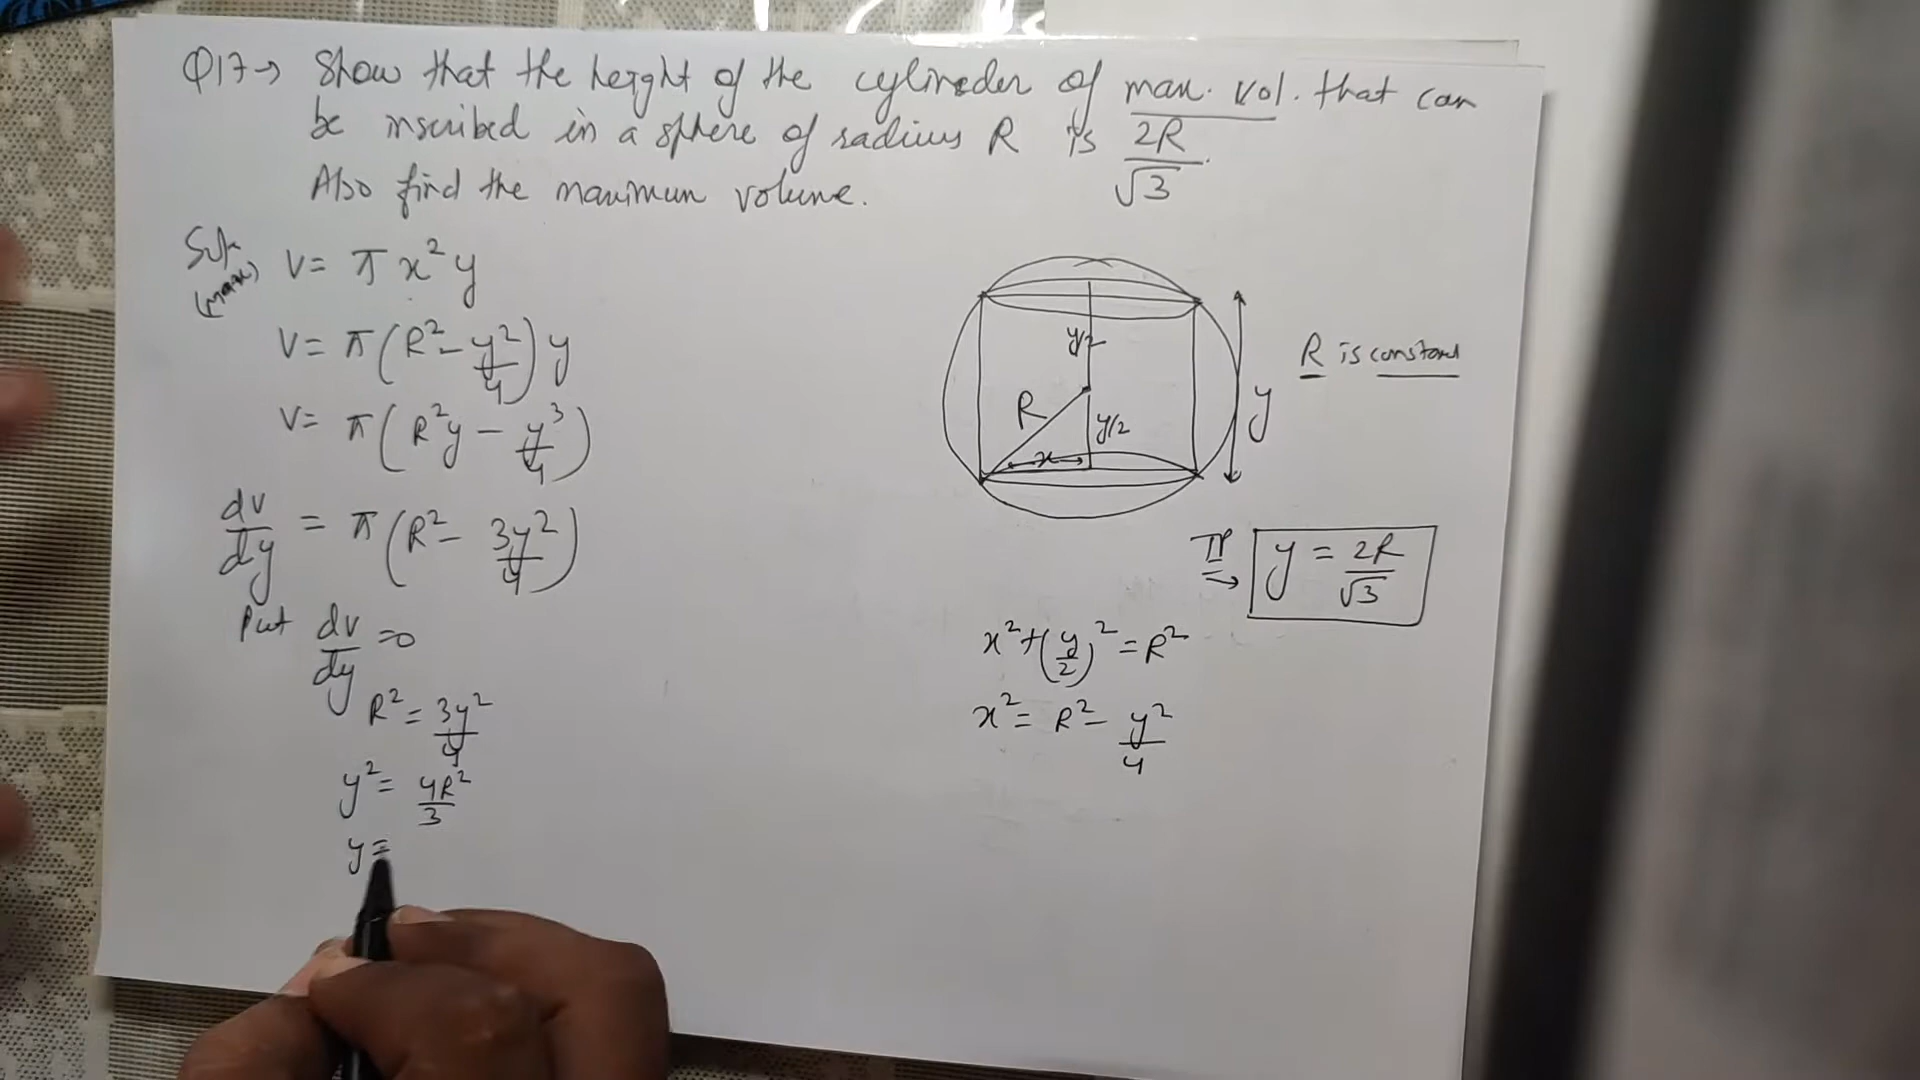 Q17→ Show that the height of the cylinder of max. vol. that can
be inscribed in a sphere of radius R is 2R/√3.
Also find the maximum volume.
Sol (max) V = π x² y
V = π(R² - y²/4) y
V = π(R²y - y³/4)
dv/dy = π(R² - 3y²/4)
Put dv/dy = 0
R² = 3y²/4
y² = 4R²/3
y =
y/2
R
y/2
x
y
R is constant
TP → y = 2R/√3
x² + (y/2)² = R²
x² = R² - y²/4